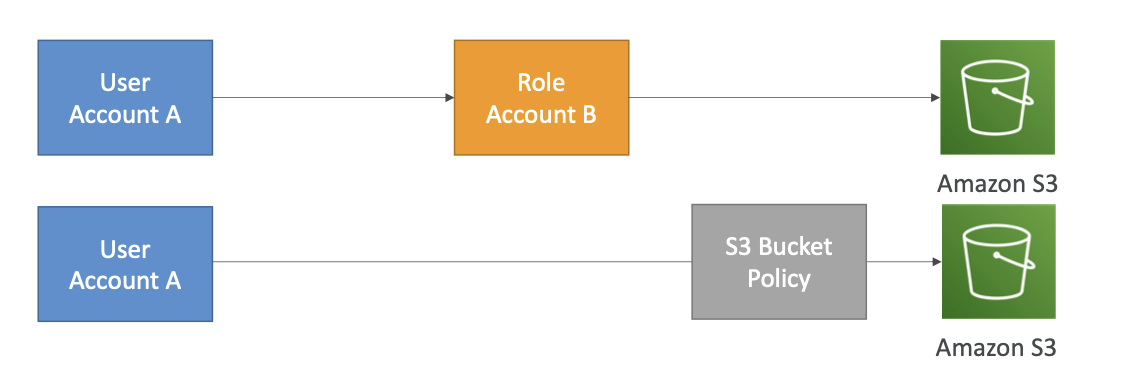 User
Account A
Role
Account B
Amazon S3
User
Account A
S3 Bucket
Policy
Amazon S3